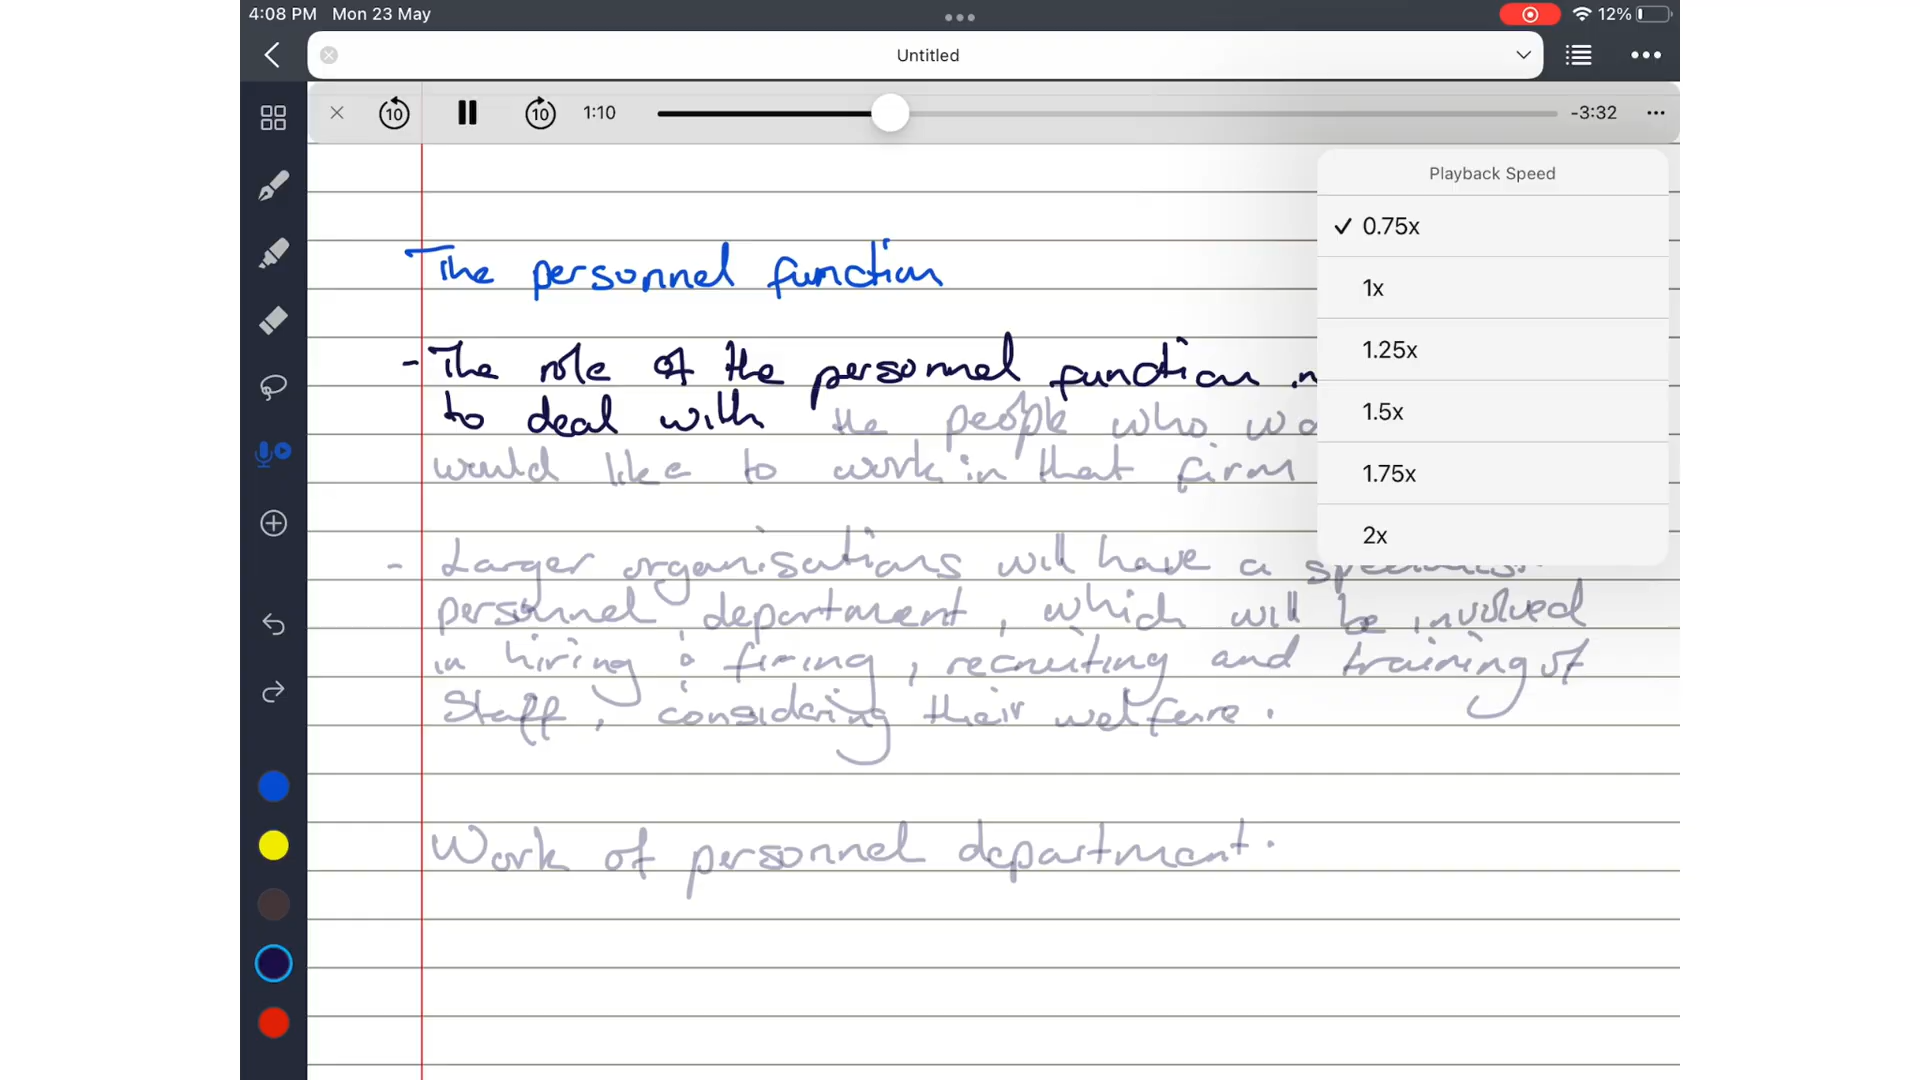 4:08 PM Mon 23 May
12%
Untitled
10
10
1:10
-3:32
Playback Speed
0.75x
1x
1.25x
1.5x
1.75x
2x
The personnel function
- The role of the personnel function
to deal with the people who
would like to work in that firm
- Larger organisations will have a specialist
personnel department, which will be involved
in hiring & firing, recruiting and training of
staff, considering their welfare.
Work of personnel department.